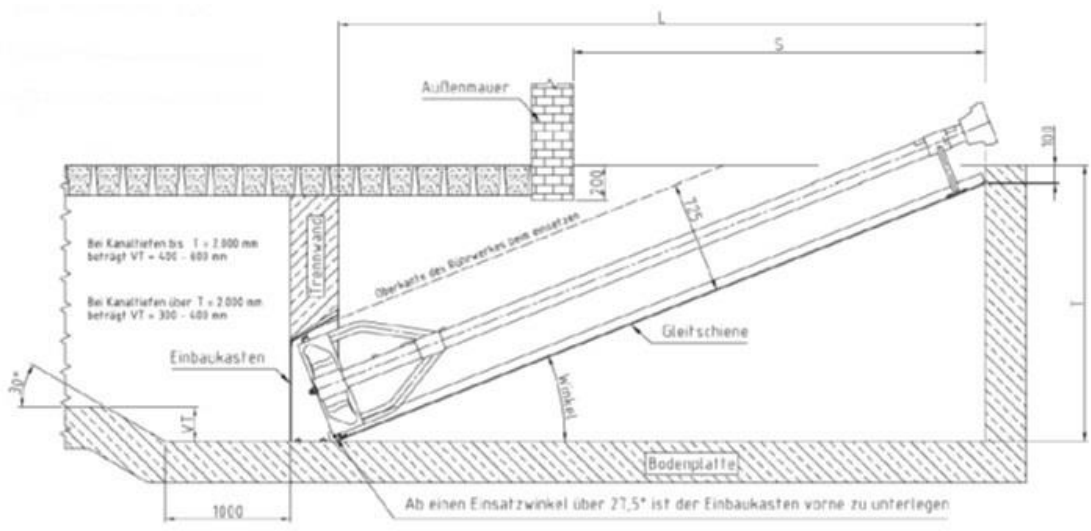 L
S
Außenmauer
100
200
725
Trennwand
Oberkante des Rührwerkes beim einsetzen
Bei Kanaltiefen bis T = 2.000 mm
beträgt VT = 400 - 600 mm
Bei Kanaltiefen über T = 2.000 mm
beträgt VT = 300 - 400 mm
T
Gleitschiene
Einbaukasten
30°
Winkel
VT
Bodenplatte
1000
Ab einen Einsatzwinkel über 27,5° ist der Einbaukasten vorne zu unterlegen